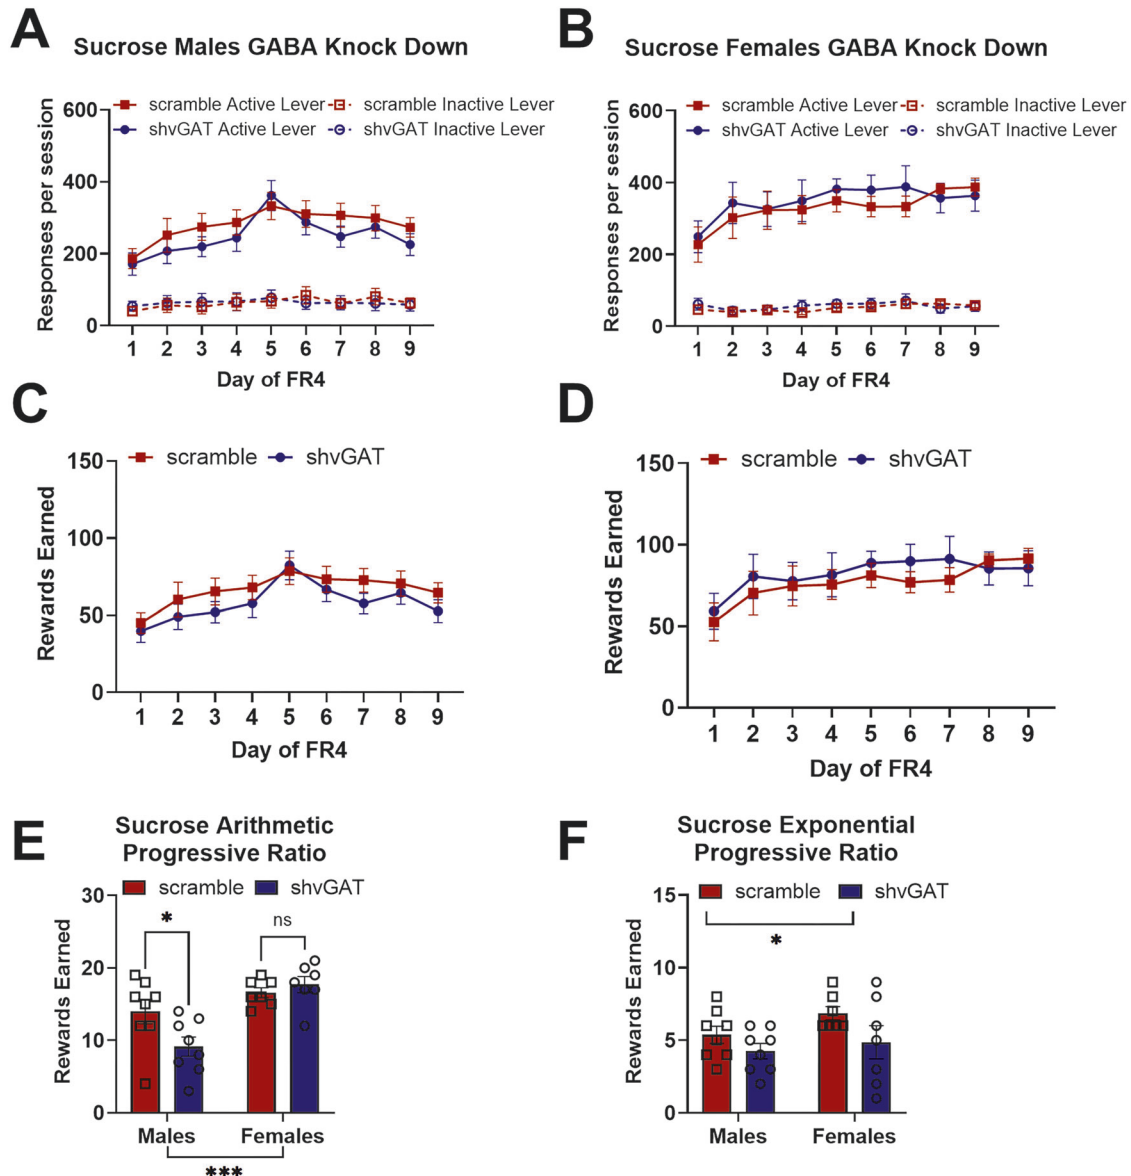 A
Sucrose Males GABA Knock Down
scramble Active Lever
scramble Inactive Lever
shvGAT Active Lever
shvGAT Inactive Lever
Responses per session
600
400
200
0
1 2 3 4 5 6 7 8 9
Day of FR4
B
Sucrose Females GABA Knock Down
scramble Active Lever
scramble Inactive Lever
shvGAT Active Lever
shvGAT Inactive Lever
Responses per session
600
400
200
0
1 2 3 4 5 6 7 8 9
Day of FR4
C
scramble
shvGAT
Rewards Earned
150
100
50
0
1 2 3 4 5 6 7 8 9
Day of FR4
D
scramble
shvGAT
Rewards Earned
150
100
50
0
1 2 3 4 5 6 7 8 9
Day of FR4
E
Sucrose Arithmetic
Progressive Ratio
scramble
shvGAT
Rewards Earned
30
20
10
0
*
ns
Males
Females
***
F
Sucrose Exponential
Progressive Ratio
scramble
shvGAT
Rewards Earned
15
10
5
0
*
Males
Females